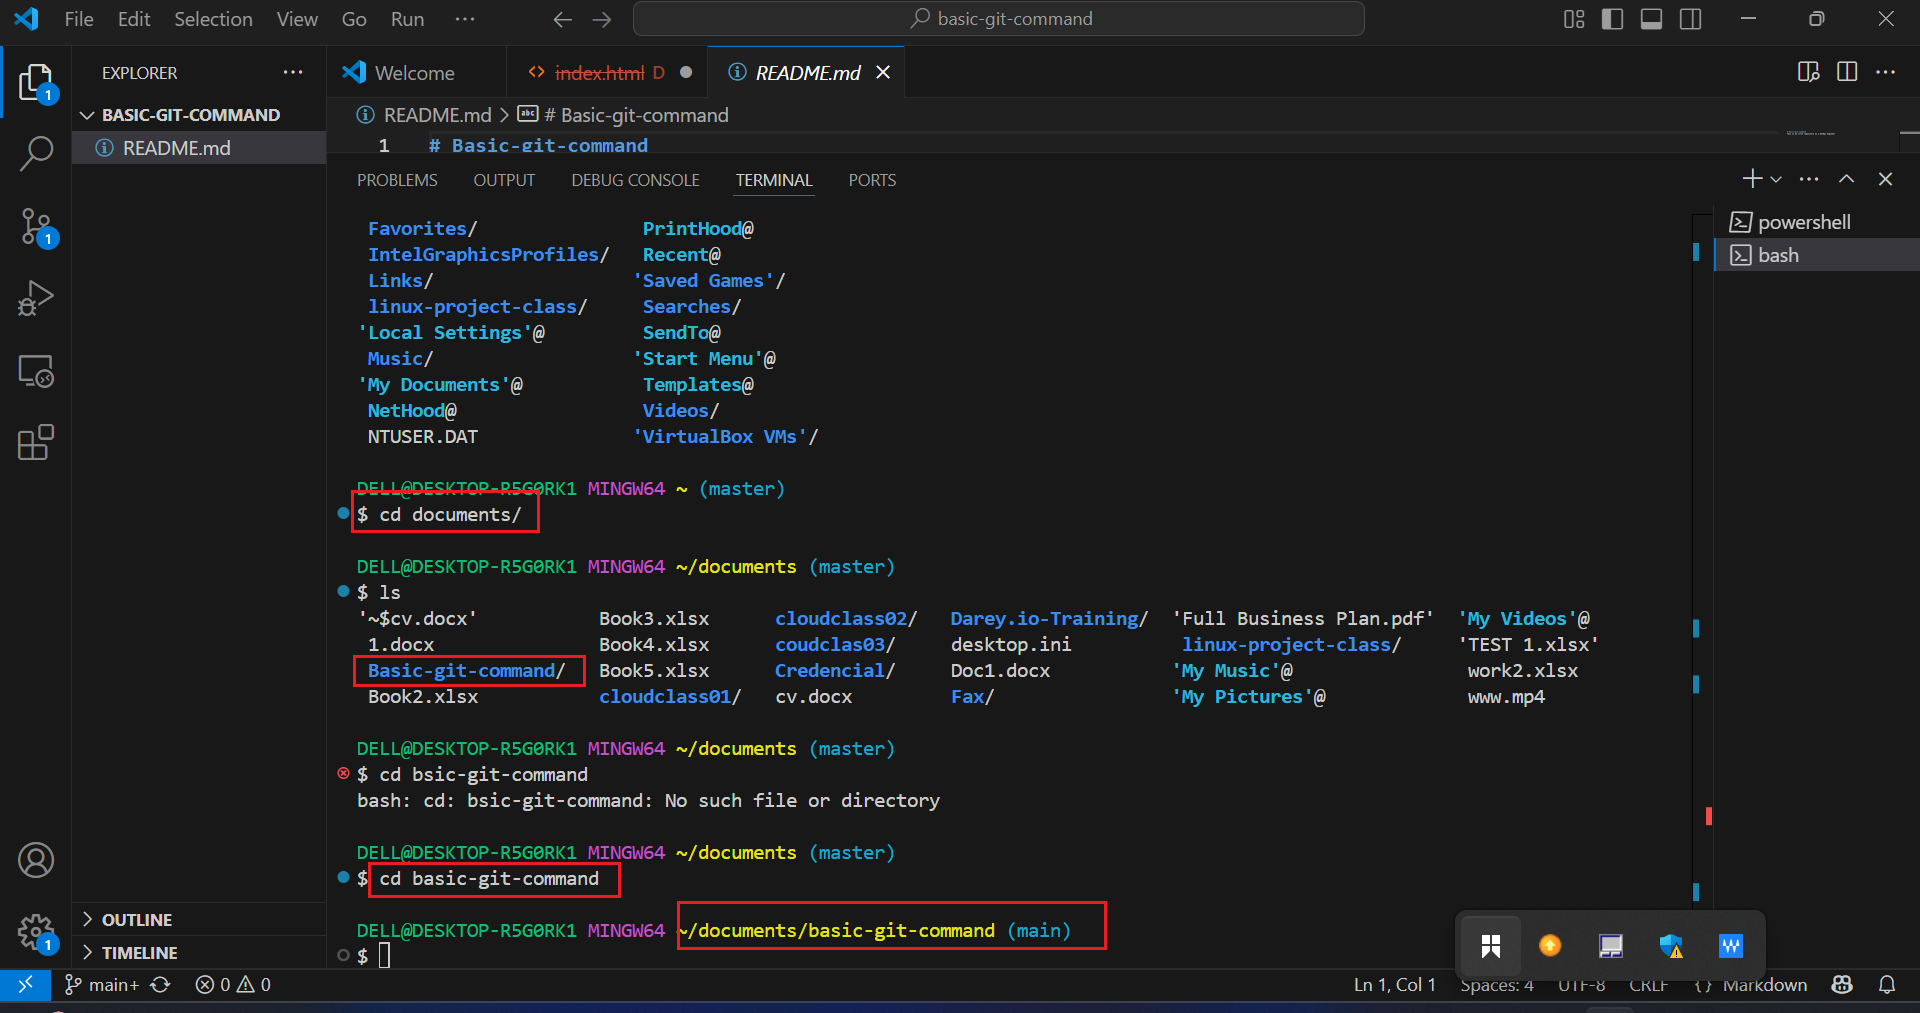 File Edit Selection View Go Run ··· basic-git-command
EXPLORER ···
Welcome
index.html D
README.md
BASIC-GIT-COMMAND
README.md
README.md > # Basic-git-command
1 # Basic-git-command
PROBLEMS OUTPUT DEBUG CONSOLE TERMINAL PORTS
powershell
bash
Favorites/ PrintHood@
IntelGraphicsProfiles/ Recent@
Links/ 'Saved Games'/
linux-project-class/ Searches/
'Local Settings'@ SendTo@
Music/ 'Start Menu'@
'My Documents'@ Templates@
NetHood@ Videos/
NTUSER.DAT 'VirtualBox VMs'/
DELL@DESKTOP-R5G0RK1 MINGW64 ~ (master)
$ cd documents/
DELL@DESKTOP-R5G0RK1 MINGW64 ~/documents (master)
$ ls
'~$cv.docx' Book3.xlsx cloudclass02/ Darey.io-Training/ 'Full Business Plan.pdf' 'My Videos'@
1.docx Book4.xlsx coudclas03/ desktop.ini linux-project-class/ 'TEST 1.xlsx'
Basic-git-command/ Book5.xlsx Credencial/ Doc1.docx 'My Music'@ work2.xlsx
Book2.xlsx cloudclass01/ cv.docx Fax/ 'My Pictures'@ www.mp4
DELL@DESKTOP-R5G0RK1 MINGW64 ~/documents (master)
$ cd bsic-git-command
bash: cd: bsic-git-command: No such file or directory
DELL@DESKTOP-R5G0RK1 MINGW64 ~/documents (master)
$ cd basic-git-command
DELL@DESKTOP-R5G0RK1 MINGW64 ~/documents/basic-git-command (main)
$
1
1
1
OUTLINE
TIMELINE
main+ 0 0 Ln 1, Col 1 Spaces: 4 UTF-8 CRLF {} Markdown